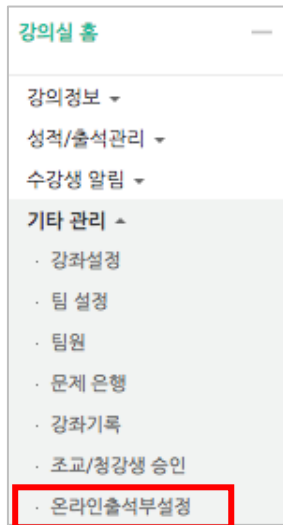 강의실 홈
강의정보
성적/출석관리
수강생 알림
기타 관리
· 강좌설정
· 팀 설정
· 팀원
· 문제 은행
· 강좌기록
· 조교/청강생 승인
· 온라인출석부설정